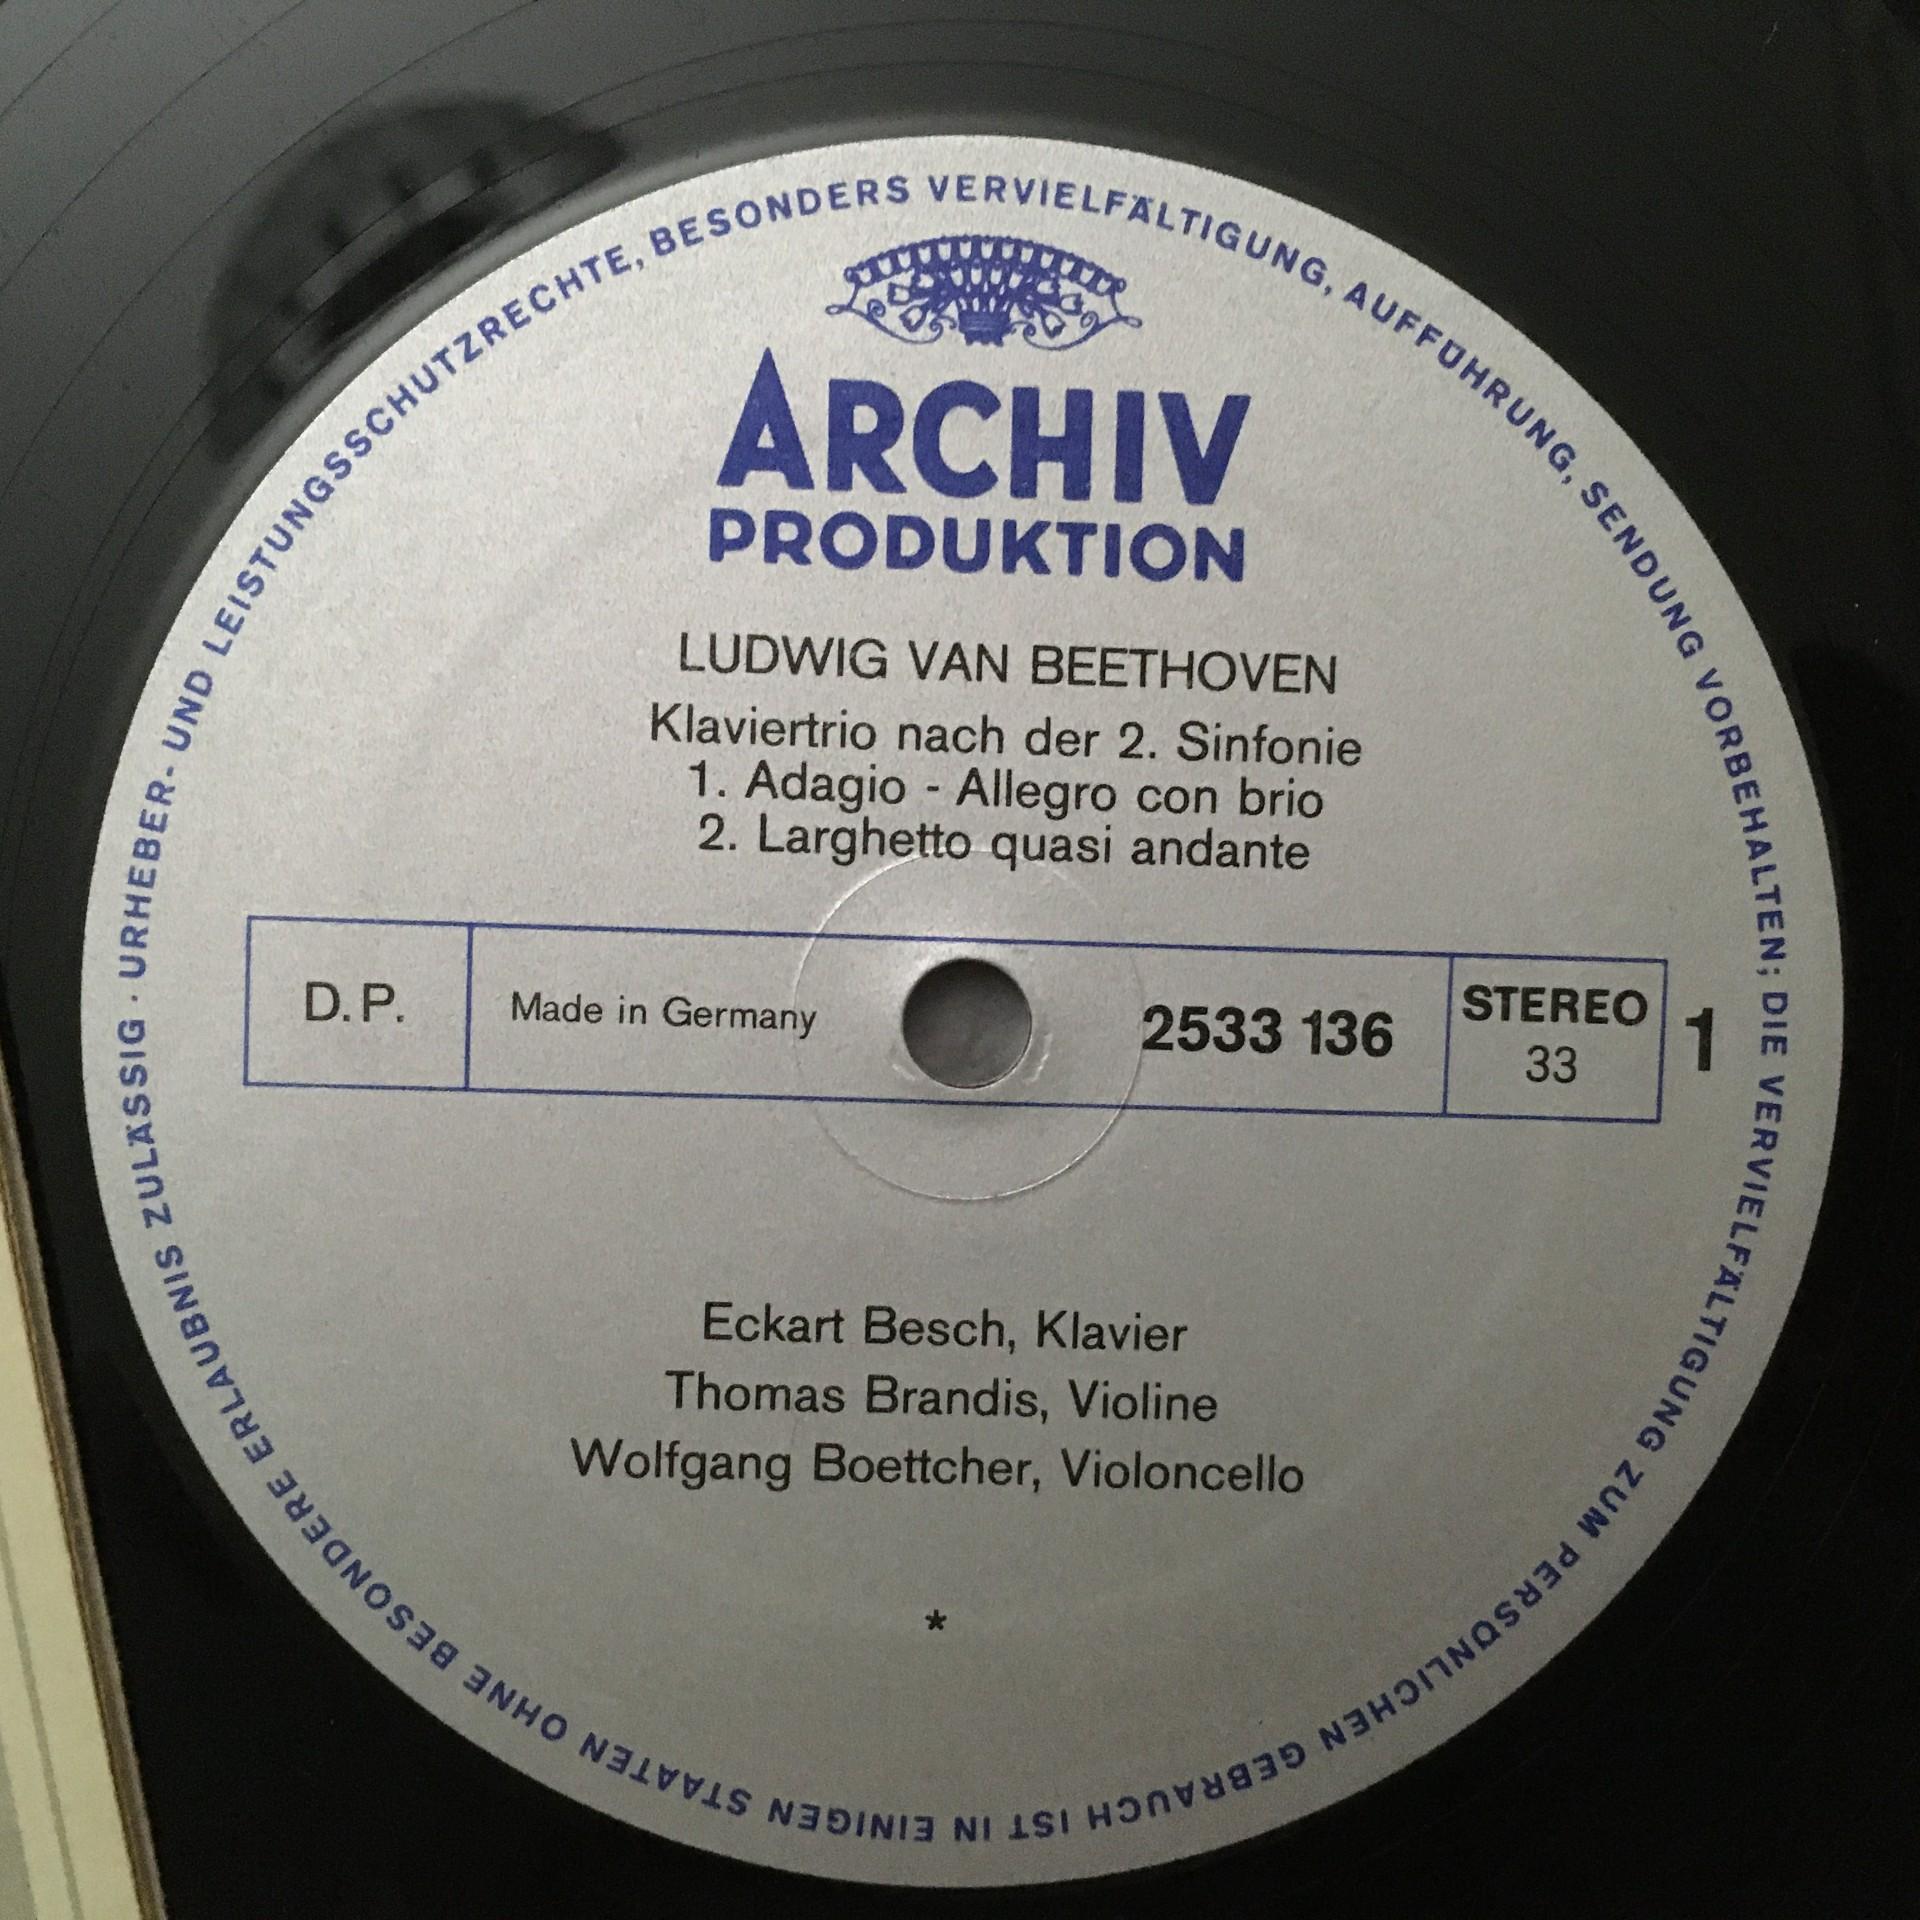 URHEBER- UND LEISTUNGSSCHUTZRECHTE, BESONDERS VERVIELFÄLTIGUNG, AUFFÜHRUNG, SENDUNG VORBEHALTEN; DIE VERVIELFÄLTIGUNG ZUM PERSÖNLICHEN GEBRAUCH IST IN EINIGEN STAATEN OHNE BESONDERE ERLAUBNIS ZULÄSSIG ·
ARCHIV
PRODUKTION
LUDWIG VAN BEETHOVEN
Klaviertrio nach der 2. Sinfonie
1. Adagio - Allegro con brio
2. Larghetto quasi andante
D.P.
Made in Germany
2533 136
STEREO
33
1
Eckart Besch, Klavier
Thomas Brandis, Violine
Wolfgang Boettcher, Violoncello
*